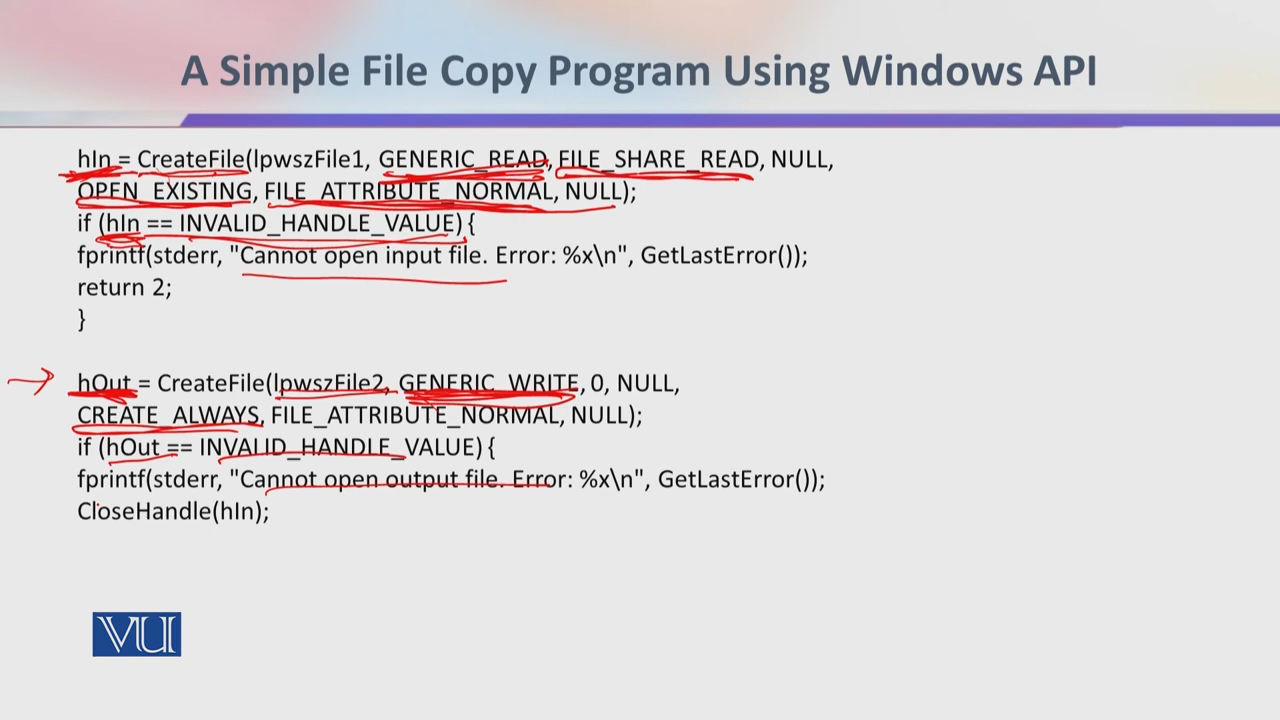 A Simple File Copy Program Using Windows API
hIn = CreateFile(lpwszFile1, GENERIC_READ, FILE_SHARE_READ, NULL,
OPEN_EXISTING, FILE_ATTRIBUTE_NORMAL, NULL);
if (hIn == INVALID_HANDLE_VALUE) {
fprintf(stderr, "Cannot open input file. Error: %x\n", GetLastError());
return 2;
}
hOut = CreateFile(lpwszFile2, GENERIC_WRITE, 0, NULL,
CREATE_ALWAYS, FILE_ATTRIBUTE_NORMAL, NULL);
if (hOut == INVALID_HANDLE_VALUE) {
fprintf(stderr, "Cannot open output file. Error: %x\n", GetLastError());
CloseHandle(hIn);
VU